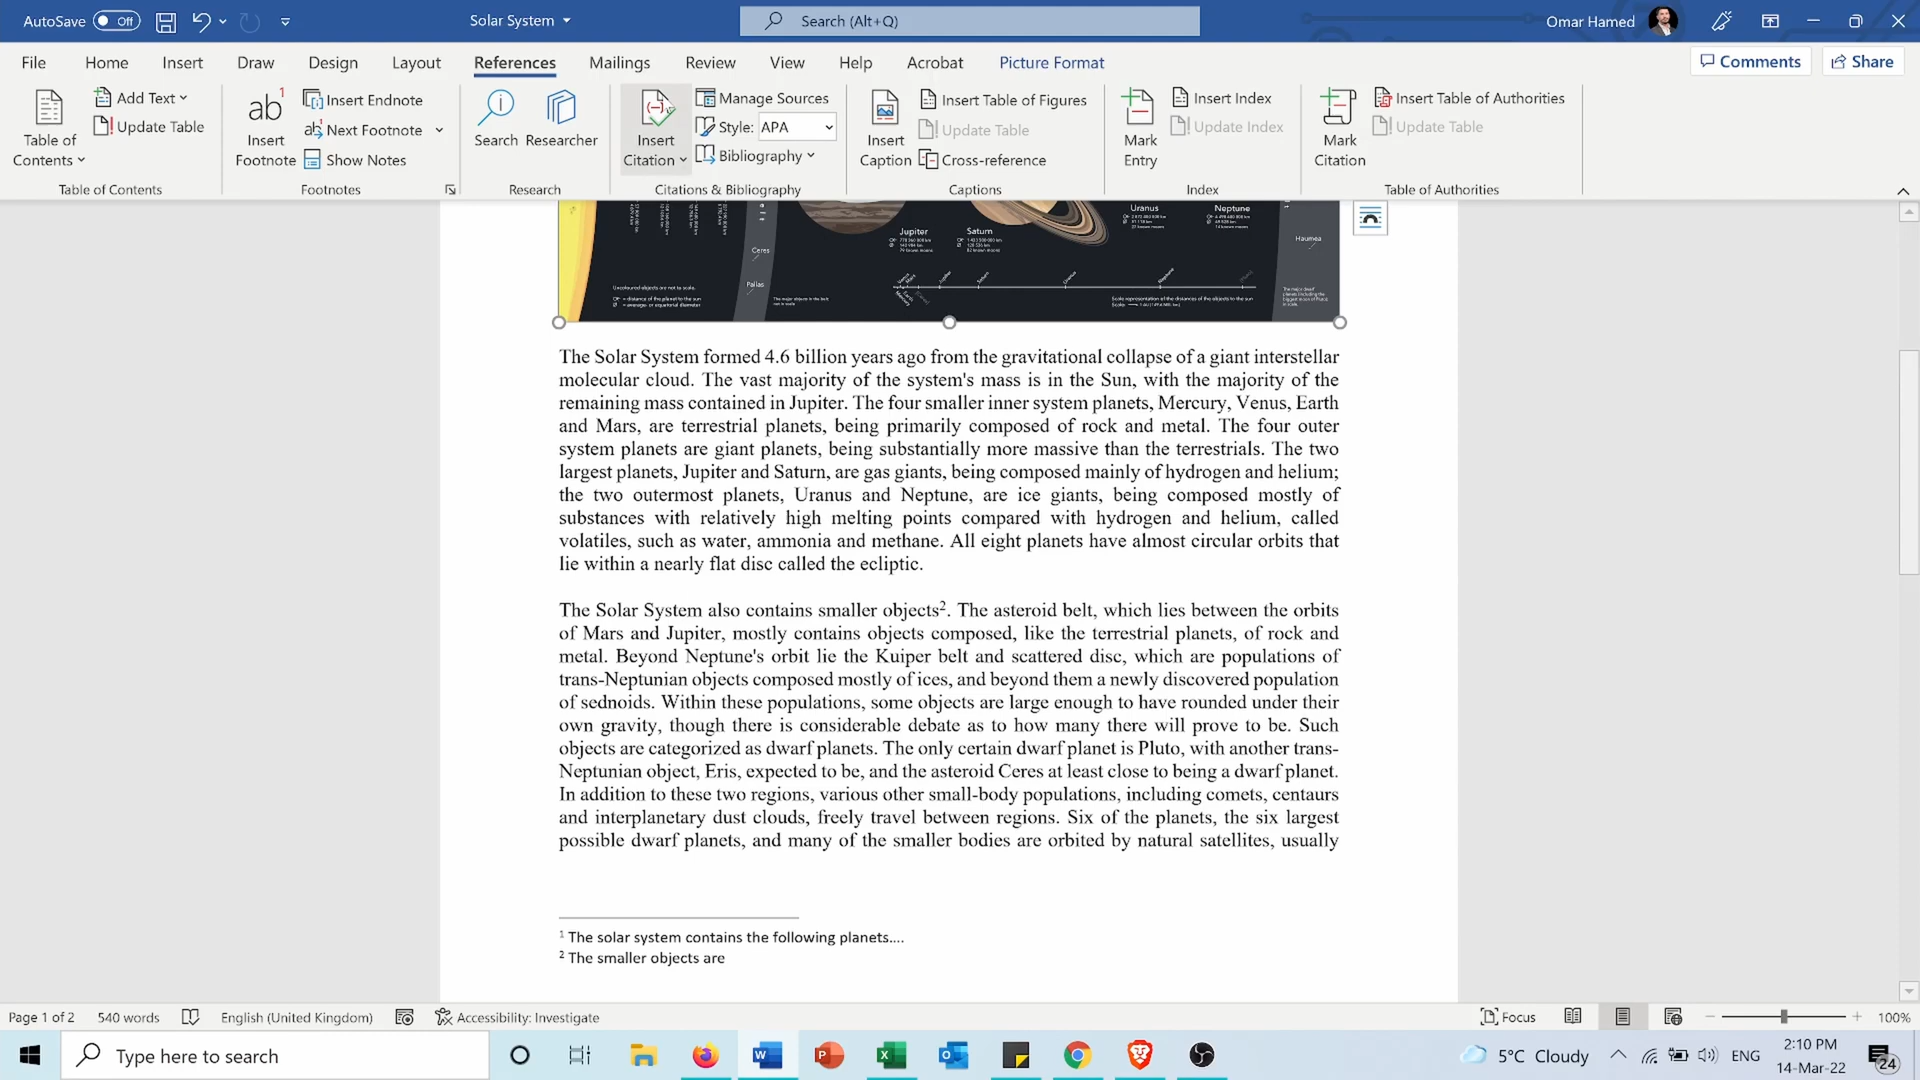 AutoSave Off Solar System Search (Alt+Q) Omar Hamed
File Home Insert Draw Design Layout References Mailings Review View Help Acrobat Picture Format Comments Share
Table of Contents
Add Text
Update Table
Table of Contents
ab1
Insert Footnote
Insert Endnote
Next Footnote
Show Notes
Footnotes
Search
Researcher
Research
Insert Citation
Manage Sources
Style: APA
Bibliography
Citations & Bibliography
Insert Caption
Insert Table of Figures
Update Table
Cross-reference
Captions
Mark Entry
Insert Index
Update Index
Index
Mark Citation
Insert Table of Authorities
Update Table
Table of Authorities
Uranus
Neptune
Jupiter
Saturn
Ceres
Pallas
Haumea
Uncoloured objects are not to scale.
The Solar System formed 4.6 billion years ago from the gravitational collapse of a giant interstellar
molecular cloud. The vast majority of the system's mass is in the Sun, with the majority of the
remaining mass contained in Jupiter. The four smaller inner system planets, Mercury, Venus, Earth
and Mars, are terrestrial planets, being primarily composed of rock and metal. The four outer
system planets are giant planets, being substantially more massive than the terrestrials. The two
largest planets, Jupiter and Saturn, are gas giants, being composed mainly of hydrogen and helium;
the two outermost planets, Uranus and Neptune, are ice giants, being composed mostly of
substances with relatively high melting points compared with hydrogen and helium, called
volatiles, such as water, ammonia and methane. All eight planets have almost circular orbits that
lie within a nearly flat disc called the ecliptic.
The Solar System also contains smaller objects2. The asteroid belt, which lies between the orbits
of Mars and Jupiter, mostly contains objects composed, like the terrestrial planets, of rock and
metal. Beyond Neptune's orbit lie the Kuiper belt and scattered disc, which are populations of
trans-Neptunian objects composed mostly of ices, and beyond them a newly discovered population
of sednoids. Within these populations, some objects are large enough to have rounded under their
own gravity, though there is considerable debate as to how many there will prove to be. Such
objects are categorized as dwarf planets. The only certain dwarf planet is Pluto, with another trans-
Neptunian object, Eris, expected to be, and the asteroid Ceres at least close to being a dwarf planet.
In addition to these two regions, various other small-body populations, including comets, centaurs
and interplanetary dust clouds, freely travel between regions. Six of the planets, the six largest
possible dwarf planets, and many of the smaller bodies are orbited by natural satellites, usually
1 The solar system contains the following planets....
2 The smaller objects are
Page 1 of 2 540 words English (United Kingdom) Accessibility: Investigate Focus 100%
Type here to search
5°C Cloudy ENG
2:10 PM
14-Mar-22
24